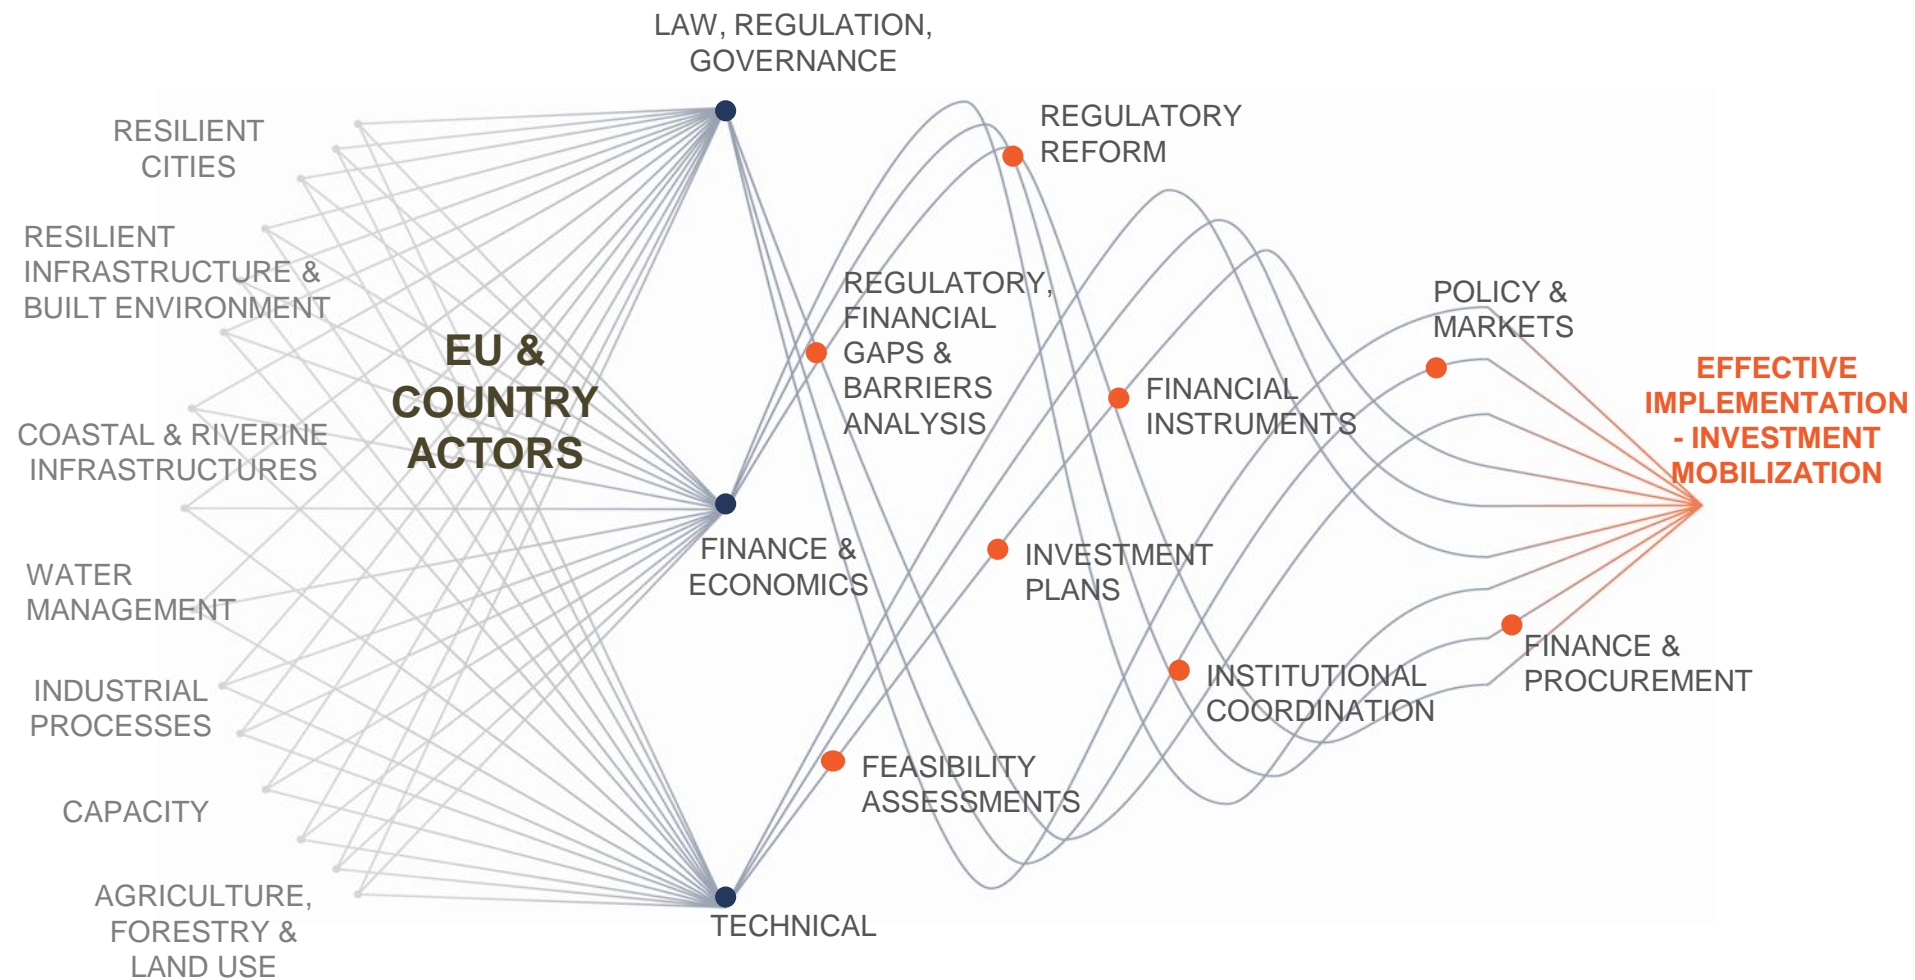 LAW, REGULATION,
GOVERNANCE
RESILIENT
CITIES
RESILIENT
INFRASTRUCTURE &
BUILT ENVIRONMENT
COASTAL & RIVERINE
INFRASTRUCTURES
WATER
MANAGEMENT
INDUSTRIAL
PROCESSES
CAPACITY
AGRICULTURE,
FORESTRY &
LAND USE
EU &
COUNTRY
ACTORS
FINANCE &
ECONOMICS
TECHNICAL
REGULATORY
REFORM
REGULATORY,
FINANCIAL
GAPS &
BARRIERS
ANALYSIS
FINANCIAL
INSTRUMENTS
INVESTMENT
PLANS
INSTITUTIONAL
COORDINATION
FEASIBILITY
ASSESSMENTS
POLICY &
MARKETS
FINANCE &
PROCUREMENT
EFFECTIVE
IMPLEMENTATION
- INVESTMENT
MOBILIZATION